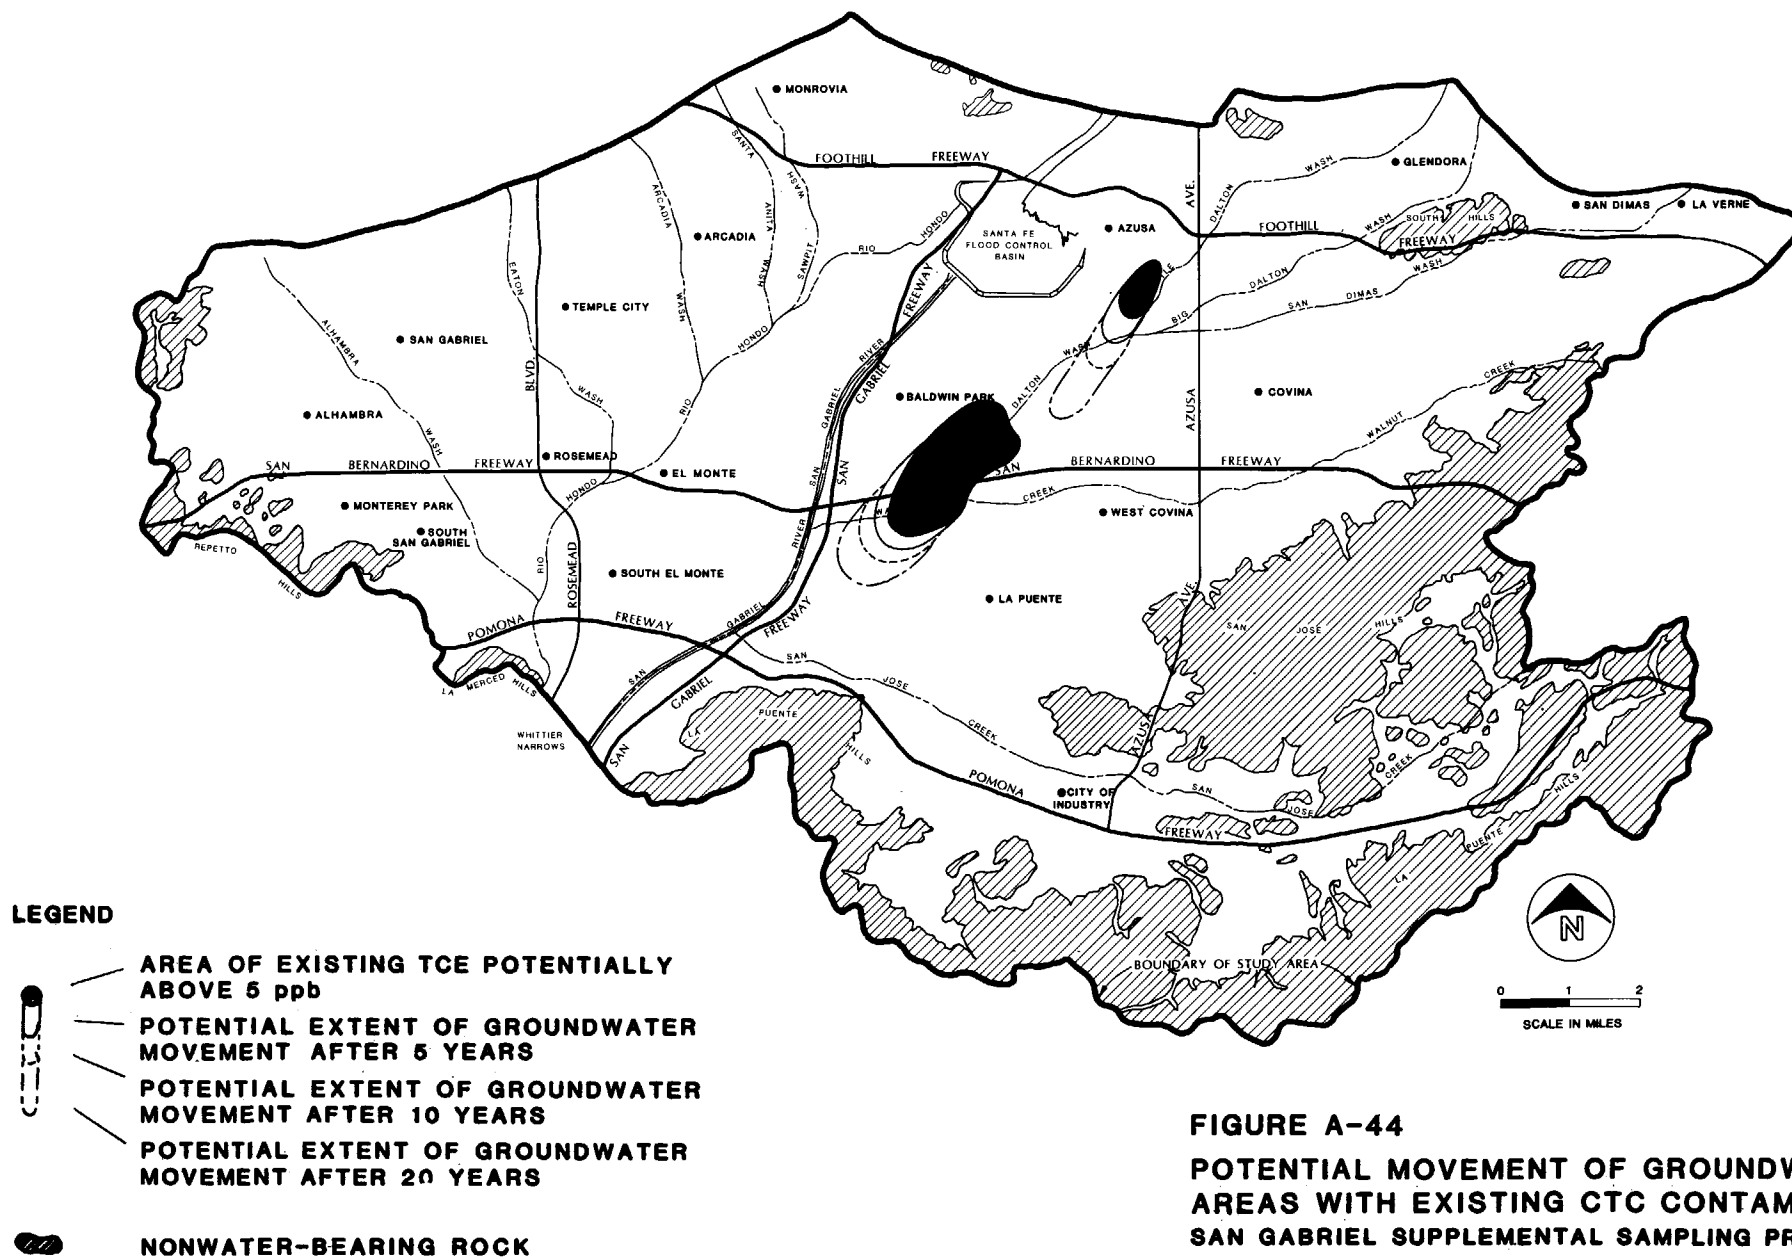 MONROVIA
SANTA
ANITA
WASH
SAWPIT
WASH
FOOTHILL FREEWAY
ARCADIA
WASH
ARCADIA
RIO HONDO
SANTA FE
FLOOD CONTROL
BASIN
AZUSA
AVE.
DALTON WASH
GLENDORA
SOUTH HILLS
WASH
SAN DIMAS
LA VERNE
FOOTHILL
FREEWAY
BIG DALTON
SAN DIMAS WASH
EATON
WASH
TEMPLE CITY
SAN GABRIEL
ALHAMBRA
WASH
ALHAMBRA
BLVD.
RIO HONDO
FREEWAY
GABRIEL
SAN
SAN GABRIEL RIVER
BALDWIN PARK
DALTON WASH
AZUSA
COVINA
WALNUT CREEK
SAN BERNARDINO FREEWAY
ROSEMEAD
EL MONTE
SAN BERNARDINO FREEWAY
CREEK
WEST COVINA
MONTEREY PARK
SOUTH
SAN GABRIEL
REPETTO
HILLS
RIO
HONDO
ROSEMEAD
SOUTH EL MONTE
RIVER
GABRIEL
SAN
LA PUENTE
AVE.
SAN JOSE HILLS
POMONA FREEWAY
FREEWAY
GABRIEL
SAN
LA MERCED HILLS
WHITTIER
NARROWS
LA PUENTE
HILLS
SAN JOSE
CREEK
AZUSA
POMONA
FREEWAY
CITY OF
INDUSTRY
SAN JOSE
CREEK
LA PUENTE HILLS
BOUNDARY OF STUDY AREA
N
0 1 2
SCALE IN MILES
LEGEND
AREA OF EXISTING TCE POTENTIALLY
ABOVE 5 ppb
POTENTIAL EXTENT OF GROUNDWATER
MOVEMENT AFTER 5 YEARS
POTENTIAL EXTENT OF GROUNDWATER
MOVEMENT AFTER 10 YEARS
POTENTIAL EXTENT OF GROUNDWATER
MOVEMENT AFTER 20 YEARS
NONWATER-BEARING ROCK
FIGURE A-44
POTENTIAL MOVEMENT OF
AREAS WITH EXISTING CTC
SAN GABRIEL SUPPLEMENTAL SAMPLING